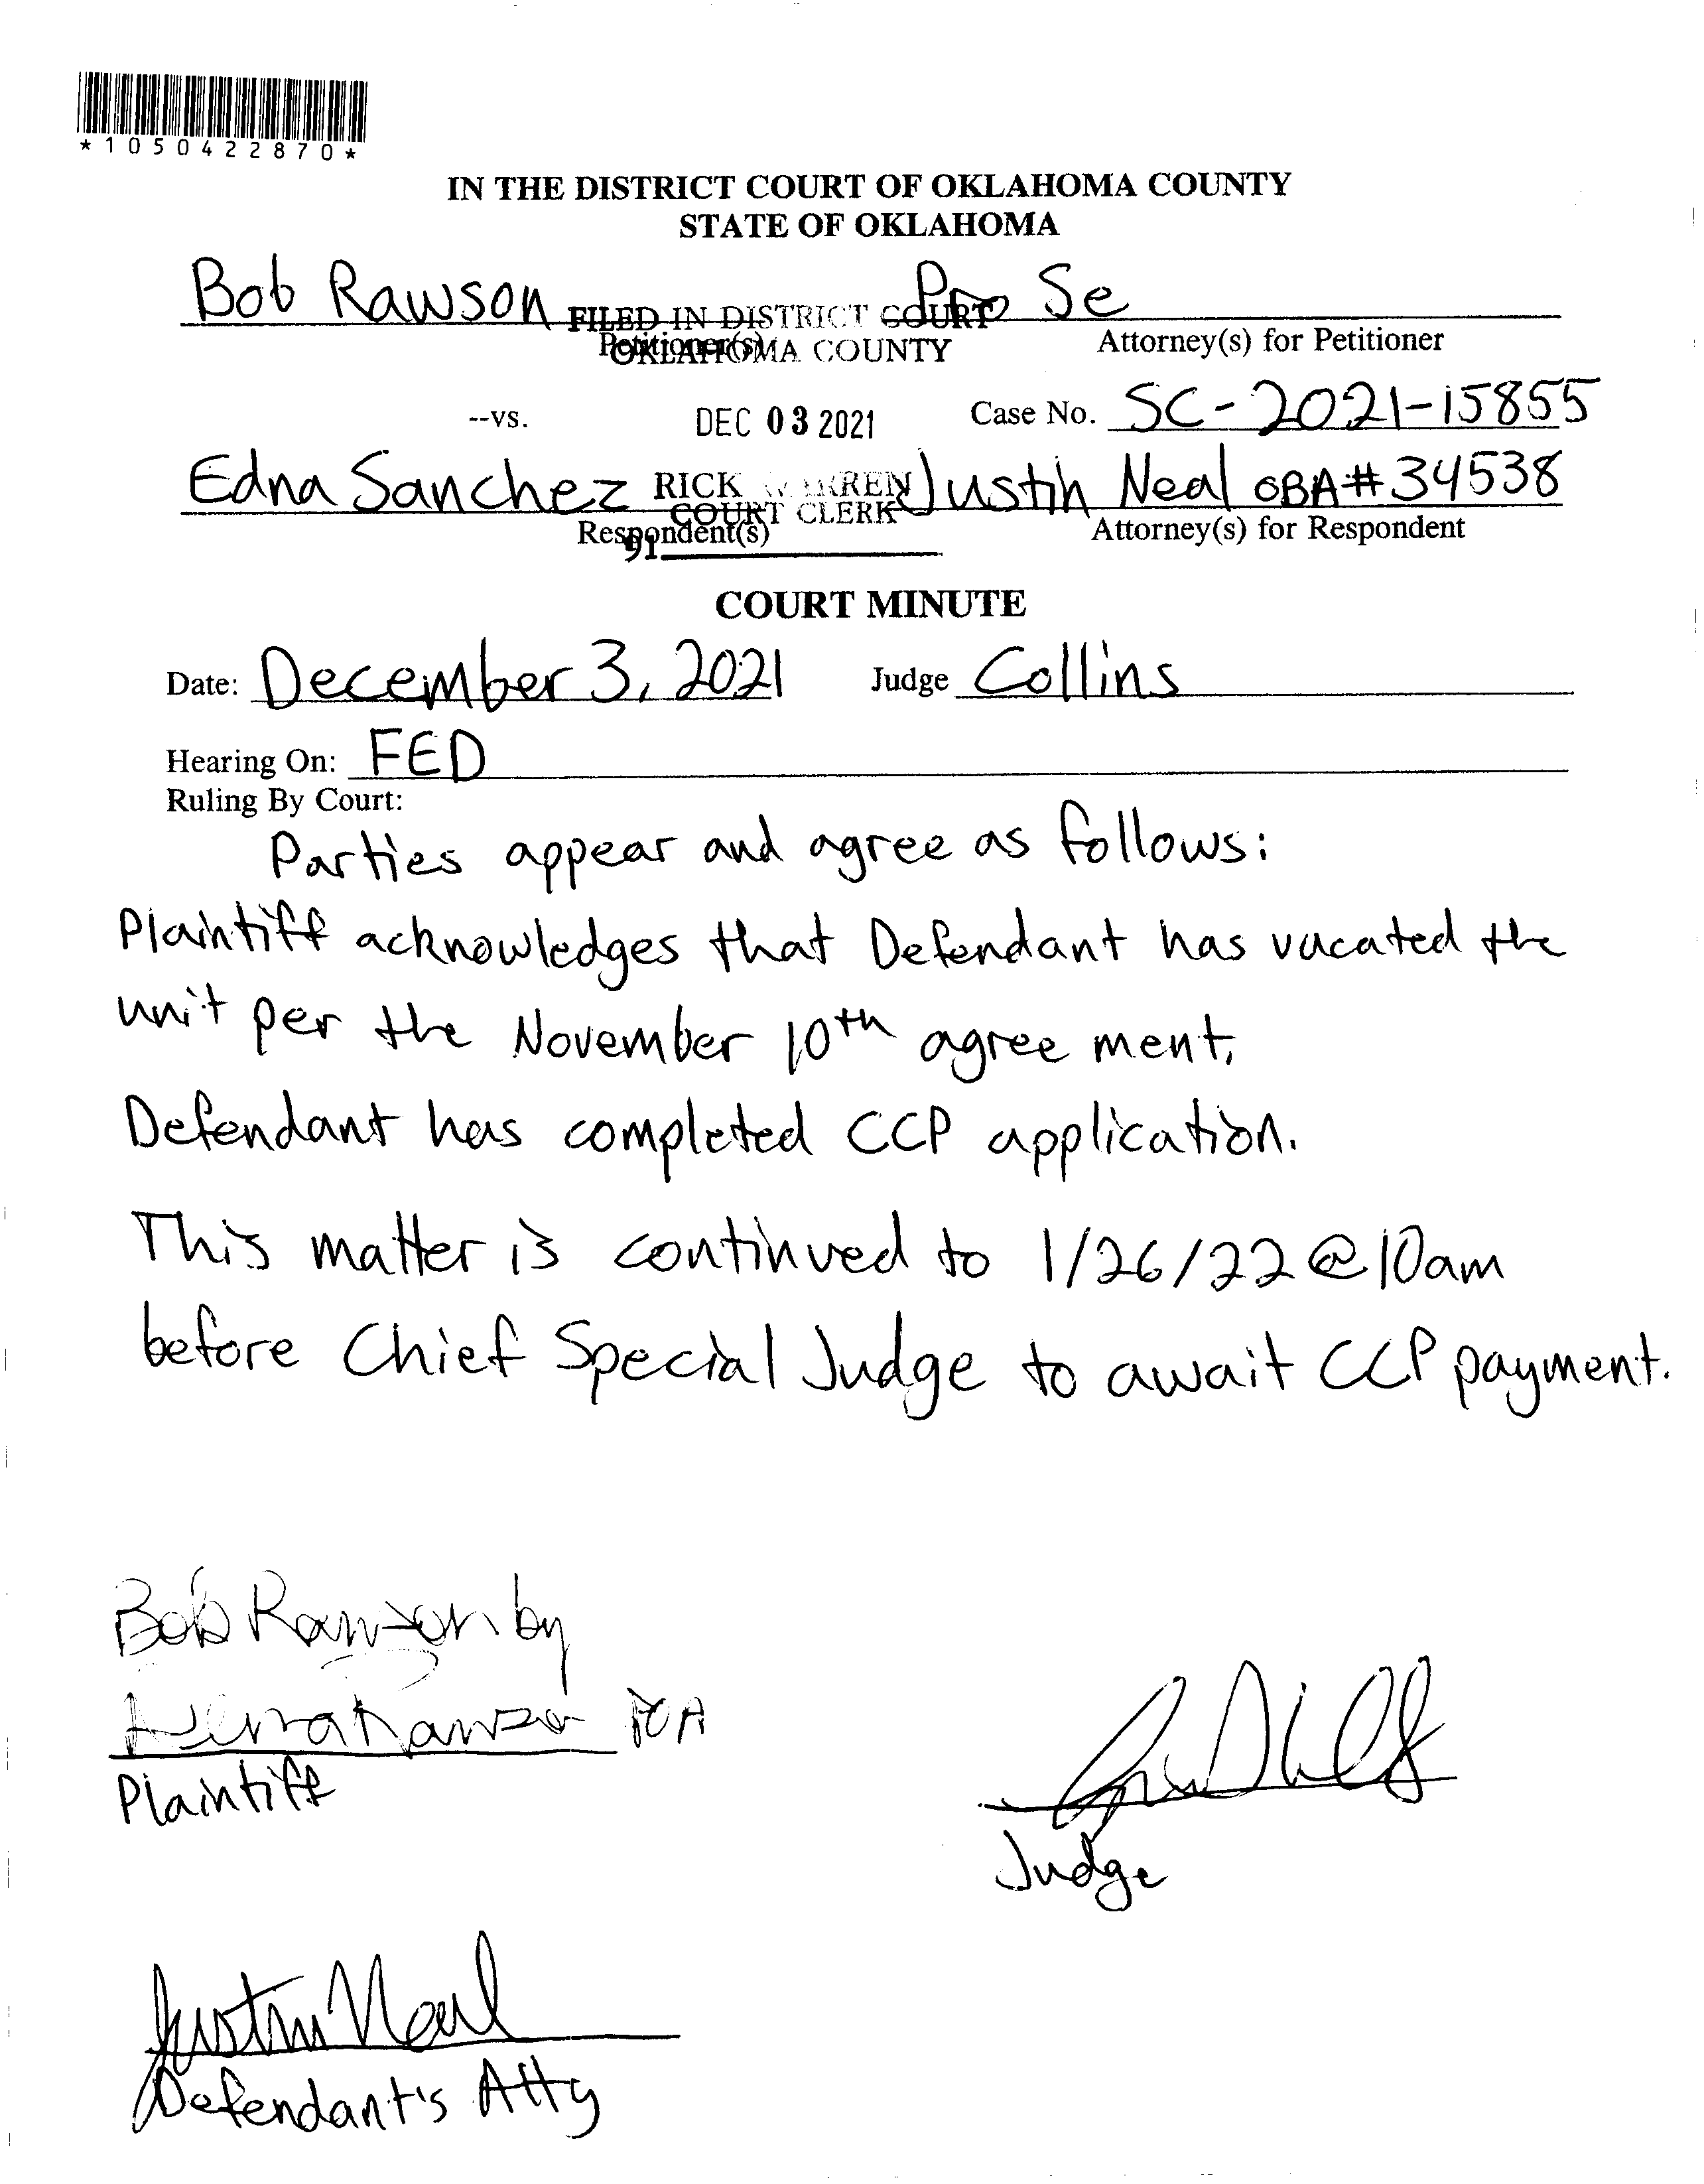 *1050422870*
IN THE DISTRICT COURT OF OKLAHOMA COUNTY
STATE OF OKLAHOMA
Bob Rawson Pro Se
FILED IN DISTRICT COURT
Petitioner(s) Attorney(s) for Petitioner
OKLAHOMA COUNTY
--vs. DEC 03 2021 Case No. SC-2021-15855
Edna Sanchez RICK WARREN Justin Neal OBA# 34538
COURT CLERK
Respondent(s) Attorney(s) for Respondent
91
COURT MINUTE
Date: December 3, 2021 Judge Collins
Hearing On: FED
Ruling By Court:
Parties appear and agree as follows:
Plaintiff acknowledges that Defendant has vacated the
unit per the November 10th agreement.
Defendant has completed CCP application.
This matter is continued to 1/26/22 @ 10am
before Chief Special Judge to await CCP payment.
Bob Rawson by
Rawson POA
Plaintiff
Judge
Justin Neal
Defendant's Atty